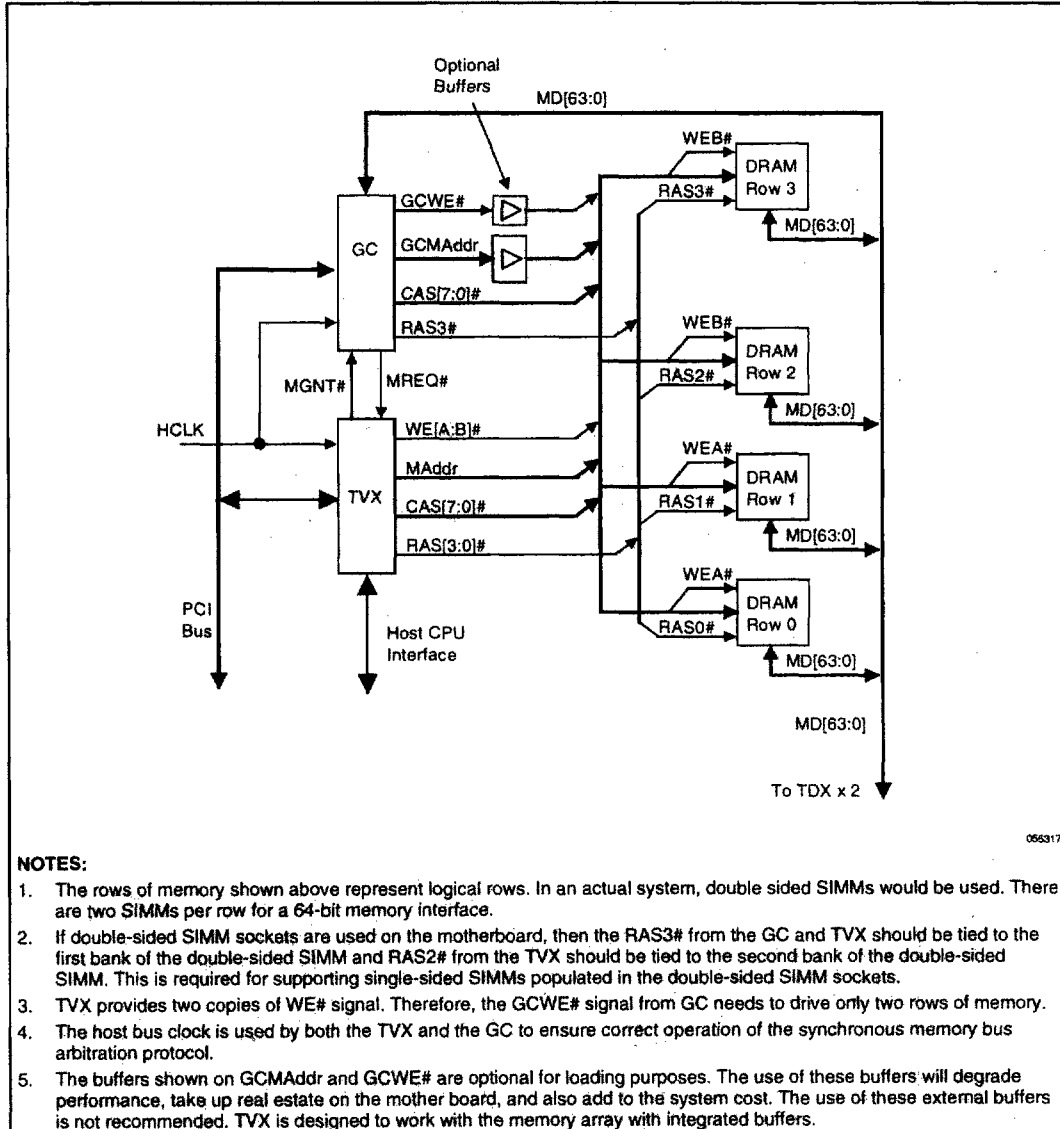 Optional
Buffers
MD[63:0]
WEB#
DRAM
Row 3
RAS3#
MD[63:0]
GCWE#
GC
GCMAddr
CAS[7:0]#
RAS3#
WEB#
DRAM
Row 2
RAS2#
MD[63:0]
MGNT#
MREQ#
HCLK
WE[A:B]#
MAddr
TVX
CAS[7:0]#
RAS[3:0]#
WEA#
DRAM
Row 1
RAS1#
MD[63:0]
WEA#
DRAM
Row 0
RAS0#
MD[63:0]
PCI
Bus
Host CPU
Interface
MD[63:0]
To TDX x 2
055317
NOTES:
1. The rows of memory shown above represent logical rows. In an actual system, double sided SIMMs would be used. There
are two SIMMs per row for a 64-bit memory interface.
2. If double-sided SIMM sockets are used on the motherboard, then the RAS3# from the GC and TVX should be tied to the
first bank of the double-sided SIMM and RAS2# from the TVX should be tied to the second bank of the double-sided
SIMM. This is required for supporting single-sided SIMMs populated in the double-sided SIMM sockets.
3. TVX provides two copies of WE# signal. Therefore, the GCWE# signal from GC needs to drive only two rows of memory.
4. The host bus clock is used by both the TVX and the GC to ensure correct operation of the synchronous memory bus
arbitration protocol.
5. The buffers shown on GCMAddr and GCWE# are optional for loading purposes. The use of these buffers will degrade
performance, take up real estate on the mother board, and also add to the system cost. The use of these external buffers
is not recommended. TVX is designed to work with the memory array with integrated buffers.